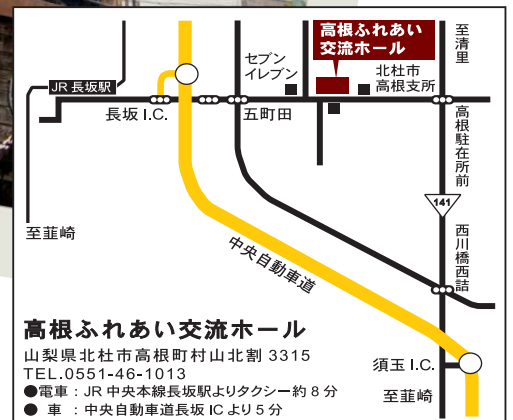 高根ふれあい
交流ホール
至清里
セブン
イレブン
北杜市
高根支所
JR 長坂駅
長坂 I.C.
五町田
高根駐在所前
141
至韮崎
中央自動車道
西川橋西詰
須玉 I.C.
至韮崎
高根ふれあい交流ホール
山梨県北杜市高根町村山北割 3315
TEL.0551-46-1013
●電車：JR 中央本線長坂駅よりタクシー約 8 分
● 車 ：中央自動車道長坂 IC より 5 分